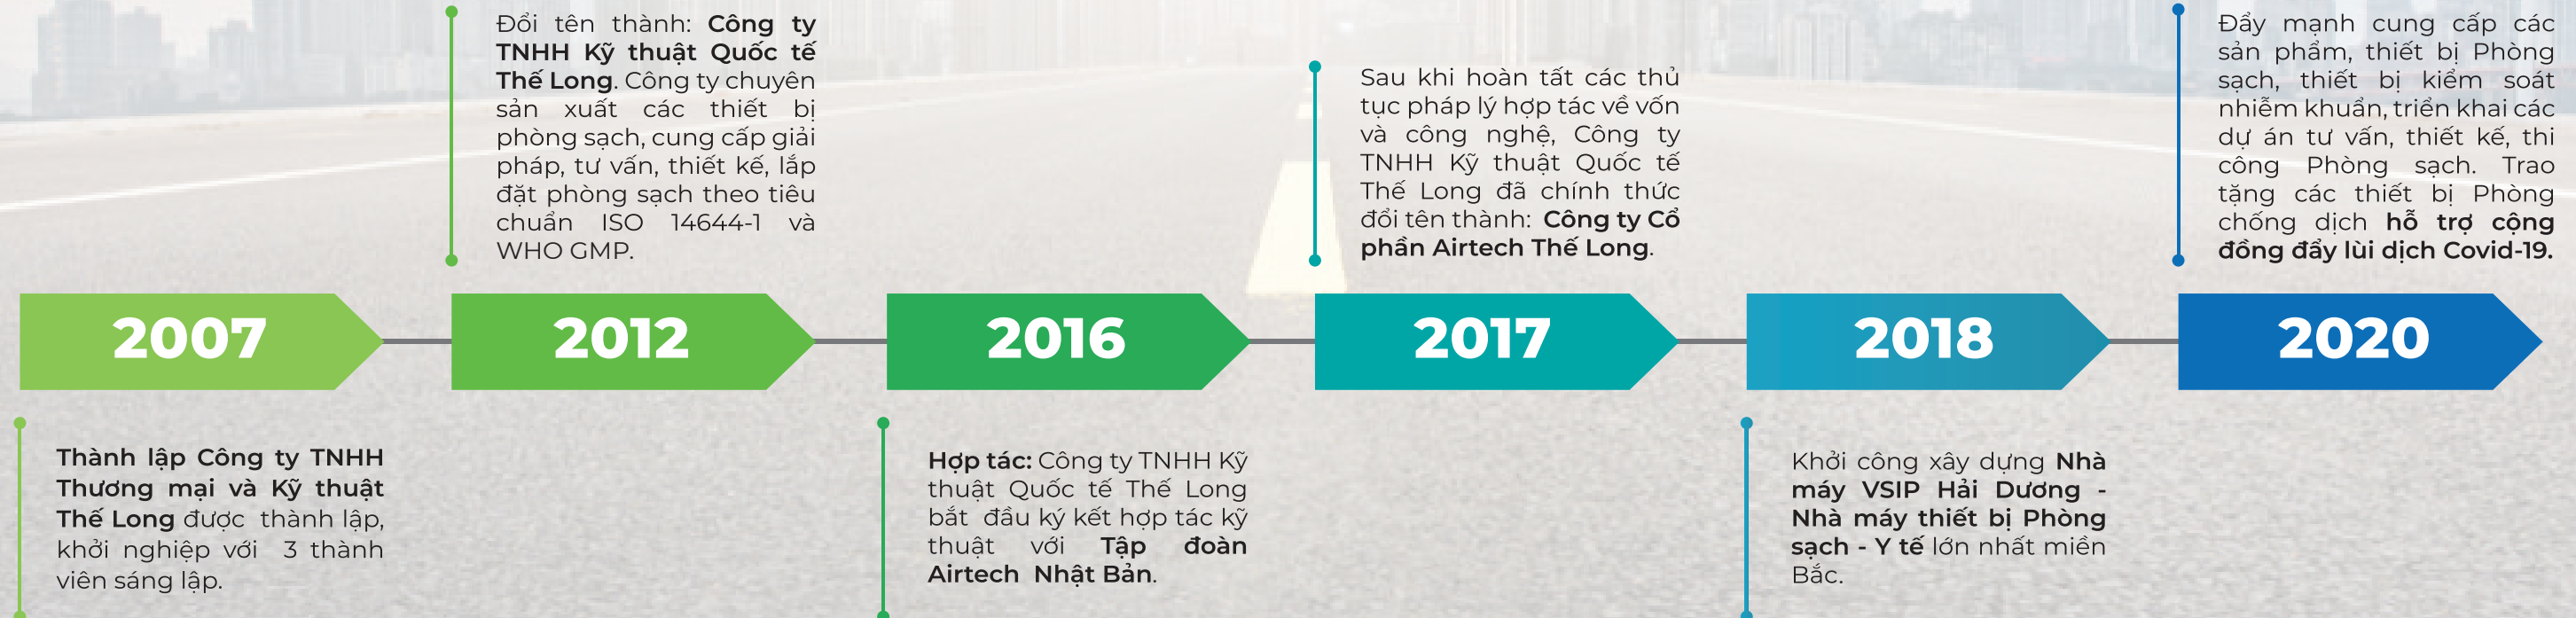 2007
Thành lập Công ty TNHH
Thương mại và Kỹ thuật
Thế Long được thành lập,
khởi nghiệp với 3 thành
viên sáng lập.
Đổi tên thành: Công ty
TNHH Kỹ thuật Quốc tế
Thế Long. Công ty chuyên
sản xuất các thiết bị
phòng sạch, cung cấp giải
pháp, tư vấn, thiết kế, lắp
đặt phòng sạch theo tiêu
chuẩn ISO 14644-1 và
WHO GMP.
2012
2016
Hợp tác: Công ty TNHH Kỹ
thuật Quốc tế Thế Long
bắt đầu ký kết hợp tác kỹ
thuật với Tập đoàn
Airtech Nhật Bản.
Sau khi hoàn tất các thủ
tục pháp lý hợp tác về vốn
và công nghệ, Công ty
TNHH Kỹ thuật Quốc tế
Thế Long đã chính thức
đổi tên thành: Công ty Cổ
phần Airtech Thế Long.
2017
2018
Khởi công xây dựng Nhà
máy VSIP Hải Dương -
Nhà máy thiết bị Phòng
sạch - Y tế lớn nhất miền
Bắc.
Đẩy mạnh cung cấp các
sản phẩm, thiết bị Phòng
sạch, thiết bị kiểm soát
nhiễm khuẩn, triển khai các
dự án tư vấn, thiết kế, thi
công Phòng sạch. Trao
tặng các thiết bị Phòng
chống dịch hỗ trợ cộng
đồng đẩy lùi dịch Covid-19.
2020